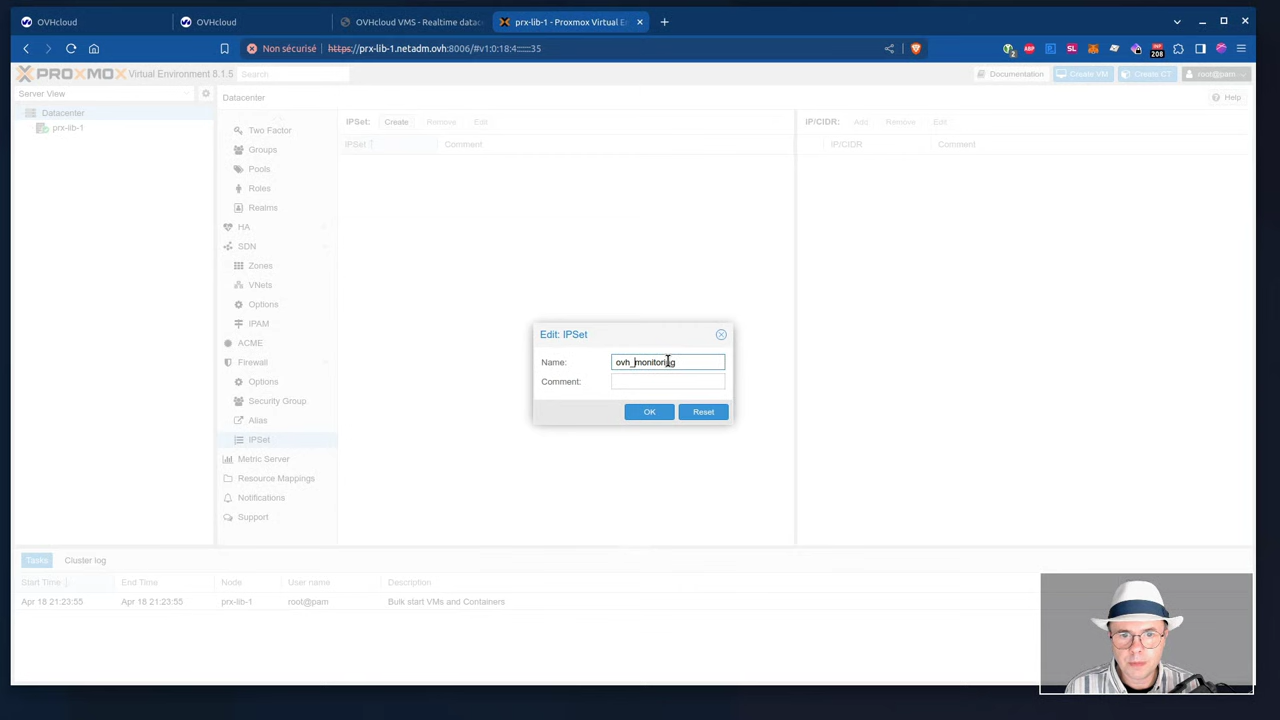 OVHcloud
OVHcloud
OVHcloud VMS - Realtime datac
prx-lib-1 - Proxmox Virtual En
Non sécurisé
https://prx-lib-1.netadm.ovh:8006/#v1:0:18:4::::::35
208
PROXMOX Virtual Environment 8.1.5
Search
Documentation
Create VM
Create CT
root@pam
Server View
Datacenter
Help
Datacenter
prx-lib-1
Two Factor
Groups
Pools
Roles
Realms
HA
SDN
Zones
VNets
Options
IPAM
ACME
Firewall
Options
Security Group
Alias
IPSet
Metric Server
Resource Mappings
Notifications
Support
IPSet: Create Remove Edit
IPSet Comment
IP/CIDR: Add Remove Edit
IP/CIDR Comment
Edit: IPSet
Name: ovh_monitoring
Comment:
OK Reset
Tasks Cluster log
Start Time End Time Node User name Description
Apr 18 21:23:55 Apr 18 21:23:55 prx-lib-1 root@pam Bulk start VMs and Containers